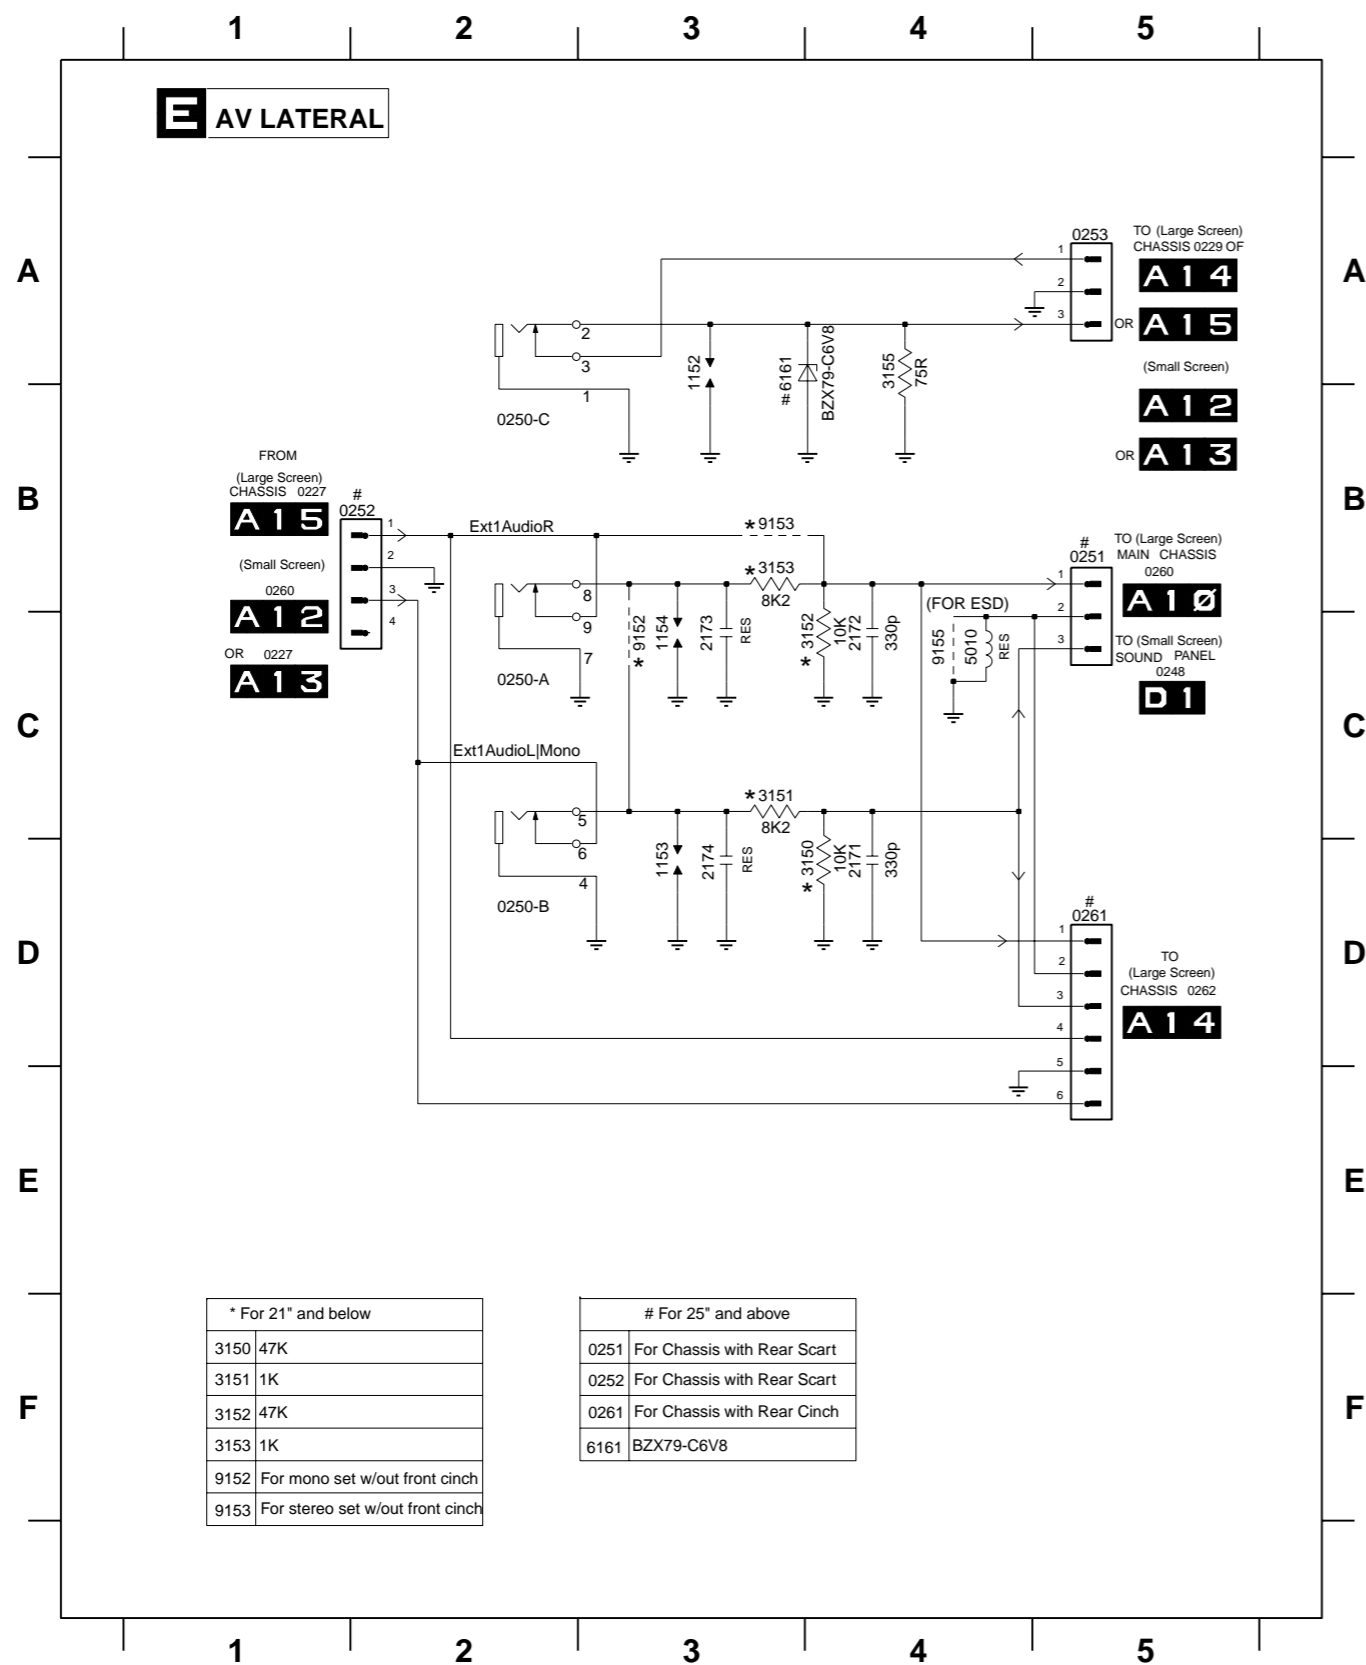 1 2 3 4 5
E AV LATERAL
A
A
0253
TO (Large Screen)
CHASSIS 0229 OF
A14
OR A15
(Small Screen)
A12
OR A13
1
2
3
2
3
1
0250-C
1152
# 6161
BZX79-C6V8
3155
75R
B
B
FROM
(Large Screen)
CHASSIS 0227
A15
(Small Screen)
0260
A12
OR 0227
A13
#
0252
1
2
3
4
Ext1AudioR
* 9153
* 3153
8K2
8
9
7
0250-A
* 9152
1154
2173
RES
* 3152
10K
2172
330p
(FOR ESD)
9155
5010
RES
#
0251
1
2
3
TO (Large Screen)
MAIN CHASSIS
0260
A1Ø
TO (Small Screen)
SOUND PANEL
0248
D1
C
C
Ext1AudioL|Mono
* 3151
8K2
5
6
4
0250-B
1153
2174
RES
* 3150
10K
2171
330p
D
D
#
0261
1
2
3
4
5
6
TO
(Large Screen)
CHASSIS 0262
A14
E
E
F
F
* For 21" and below
3150 47K
3151 1K
3152 47K
3153 1K
9152 For mono set w/out front cinch
9153 For stereo set w/out front cinch
# For 25" and above
0251 For Chassis with Rear Scart
0252 For Chassis with Rear Scart
0261 For Chassis with Rear Cinch
6161 BZX79-C6V8
1 2 3 4 5